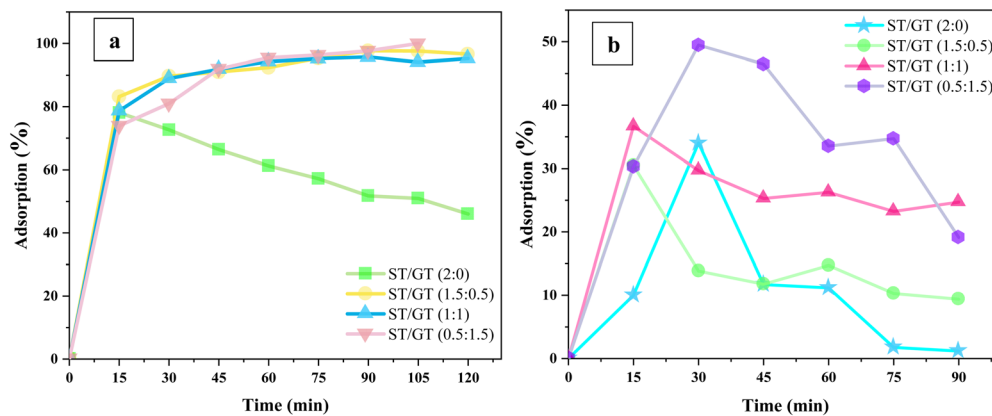 a
Adsorption (%)
100
80
60
40
20
0
0 15 30 45 60 75 90 105 120
Time (min)
ST/GT (2:0)
ST/GT (1.5:0.5)
ST/GT (1:1)
ST/GT (0.5:1.5)
b
Adsorption (%)
50
40
30
20
10
0
0 15 30 45 60 75 90
Time (min)
ST/GT (2:0)
ST/GT (1.5:0.5)
ST/GT (1:1)
ST/GT (0.5:1.5)